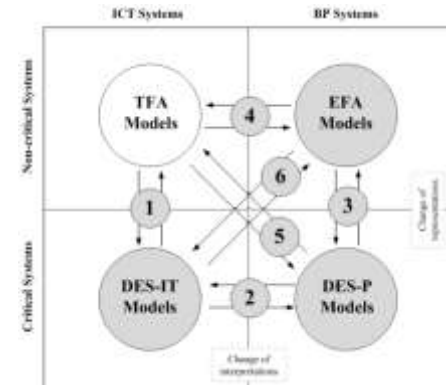 ICT Systems
BP Systems
Non-critical Systems
TFA
Models
4
EFA
Models
6
1
3
5
Change of
representation
Critical Systems
DES-IT
Models
2
DES-P
Models
Change of
interpretations